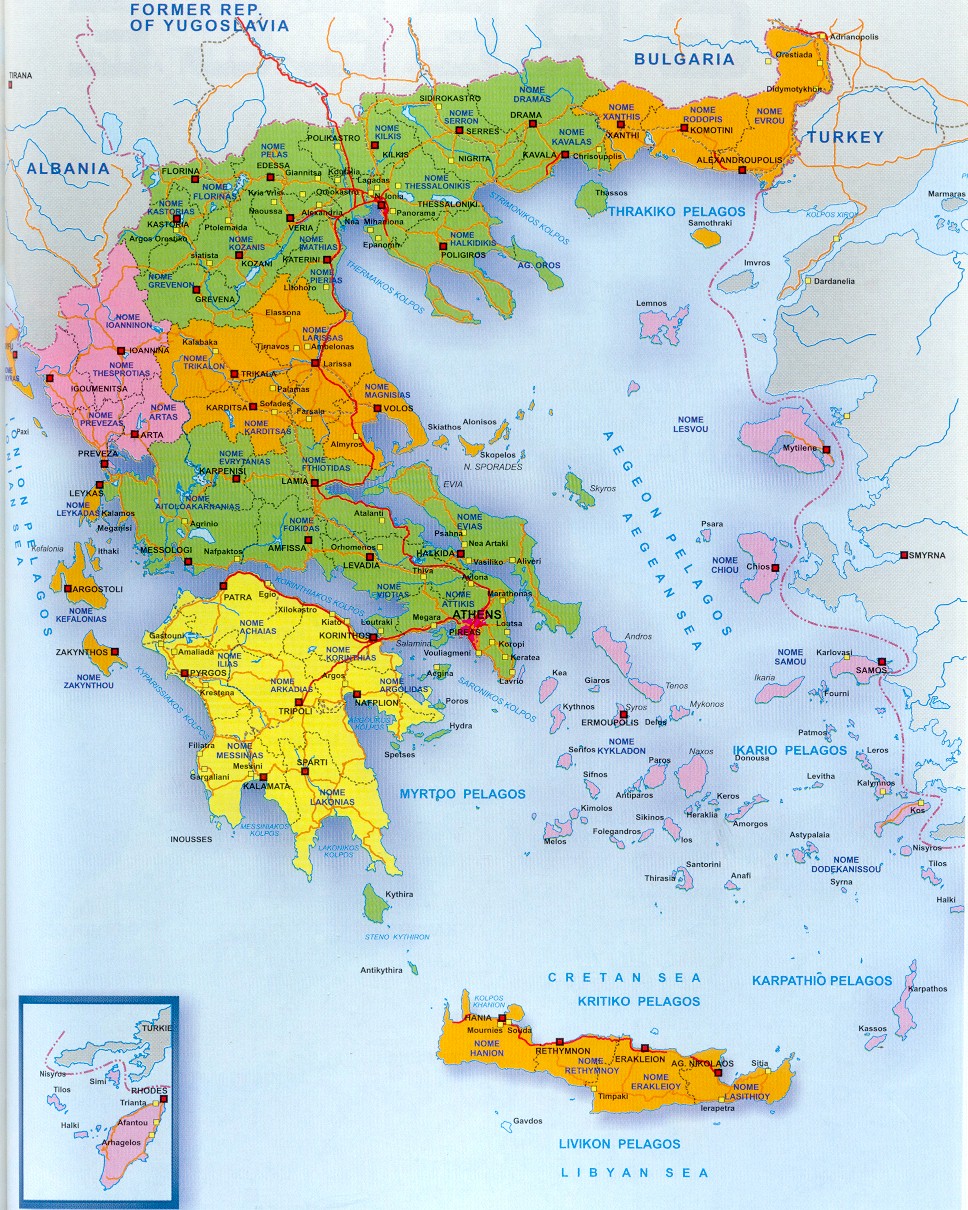 FORMER REP.
OF YUGOSLAVIA
BULGARIA
Adrianopolis
Orestiada
Didymotykhon
TIRANA
ALBANIA
TURKEY
SIDIROKASTRO
NOME
DRAMAS
NOME
SERRON
SERRES
DRAMA
NOME
XANTHIS
XANTHI
NOME
RODOPIS
KOMOTINI
NOME
EVROU
ALEXANDROUPOLIS
POLIKASTRO
NOME
KILKIS
KILKIS
NIGRITA
NOME
KAVALAS
KAVALA
Chrisoupolis
NOME
PELAS
EDESSA
Giannitsa
Lagadas
NOME
THESSALONIKIS
FLORINA
NOME
FLORINAS
Kria Vrisi
Naoussa
Alexandria
VERIA
N. Ionia
THESSALONIKI
Panorama
Nea Mihaniona
Epanomin
NOME
KASTORIAS
KASTORIA
Argos Orestiko
Ptolemaida
NOME
KOZANIS
KOZANI
siatista
NOME
IMATHIAS
KATERINI
NOME
PIERIAS
Litohoro
NOME
HALKIDIKIS
POLIGIROS
AG. OROS
STRIMONIKOS KOLPOS
THERMAIKOS KOLPOS
Thassos
THRAKIKO PELAGOS
Samothraki
KOLPOS XIROY
Marmaras
Imvros
Dardanelia
Lemnos
NOME
GREVENON
GREVENA
NOME
IOANNINON
IOANNINA
NOME
THESPROTIAS
IGOUMENITSA
NOME
PREVEZAS
NOME
ARTAS
ARTA
PREVEZA
Paxi
Elassona
NOME
LARISSAS
Ambelonas
Tirnavos
Larissa
Kalabaka
NOME
TRIKALON
TRIKALA
Palamas
KARDITSA
Sofades
Farsala
NOME
KARDITSAS
NOME
MAGNISIAS
VOLOS
Almyros
Skiathos
Alonisos
Skopelos
N. SPORADES
Skyros
NOME
LESVOU
Mytilene
AEGEON PELAGOS
AEGEAN SEA
IONION PELAGOS
IONIAN SEA
NOME
EVRYTANIAS
KARPENISI
NOME
FTHIOTIDAS
LAMIA
EVIA
LEYKAS
NOME
LEYKADAS
Kalamos
Meganisi
NOME
AITOLOAKARNANIAS
Agrinio
NOME
FOKIDAS
AMFISSA
Atalanti
Orhomenos
LEVADIA
NOME
EVIAS
Psahna
Nea Artaki
HALKIDA
Vasiliko
Aliveri
Psara
NOME
CHIOU
Chios
SMYRNA
Kefalonia
Ithaki
ARGOSTOLI
NOME
KEFALONIAS
MESSOLOGI
Nafpaktos
PATRA
Egio
KORINTHIAKOS KOLPOS
Xilokastro
Kiato
Loutraki
KORINTHOS
NOME
VIOTIAS
Thiva
Avlona
NOME
ATTIKIS
Marathonas
ATHENS
Megara
Salamina
PIREAS
Loutsa
Vouliagmeni
Koropi
Keratea
Lavrio
ZAKYNTHOS
NOME
ZAKYNTHOU
Gastouni
Amaliada
NOME
ACHAIAS
NOME
ILIAS
PYRGOS
Krestena
KYPARISSIAKOS KOLPOS
NOME
KORINTHIAS
NOME
ARKADIAS
TRIPOLI
Argos
NOME
ARGOLIDAS
NAFPLION
ARGOLIKOS
KOLPOS
Aegina
SARONIKOS KOLPOS
Poros
Hydra
Spetses
Filiatra
NOME
MESSINIAS
Messini
Gargaliani
KALAMATA
SPARTI
NOME
LAKONIAS
MESSINIAKOS
KOLPOS
LAKONIKOS
KOLPOS
INOUSSES
MYRTOO PELAGOS
Kythira
STENO KYTHIRON
Antikythira
Andros
Kea
Giaros
Tenos
Kythnos
Syros
ERMOUPOLIS
Delos
Mykonos
NOME
KYKLADON
Serifos
Sifnos
Paros
Naxos
Antiparos
Kimolos
Melos
Folegandros
Sikinos
Heraklia
Keros
Amorgos
Ios
Donousa
Santorini
Thirasia
Anafi
IKARIO PELAGOS
NOME
SAMOU
Karlovasi
SAMOS
Ikaria
Fourni
Patmos
Leros
Levitha
Kalymnos
Kos
Astypalaia
NOME
DODEKANISSOU
Syrna
Nisyros
Tilos
Halki
KARPATHIO PELAGOS
Karpathos
Kassos
CRETAN SEA
KRITIKO PELAGOS
KOLPOS
KHANION
HANIA
Mournies
Souda
NOME
HANION
RETHYMNON
NOME
RETHYMNOY
ERAKLEION
NOME
ERAKLEIOY
AG. NIKOLAOS
Sitia
NOME
LASITHIOY
Timpaki
Ierapetra
Gavdos
LIVIKON PELAGOS
LIBYAN SEA
TURKIE
Nisyros
Simi
Tilos
RHODES
Trianta
Halki
Afantou
Arhagelos